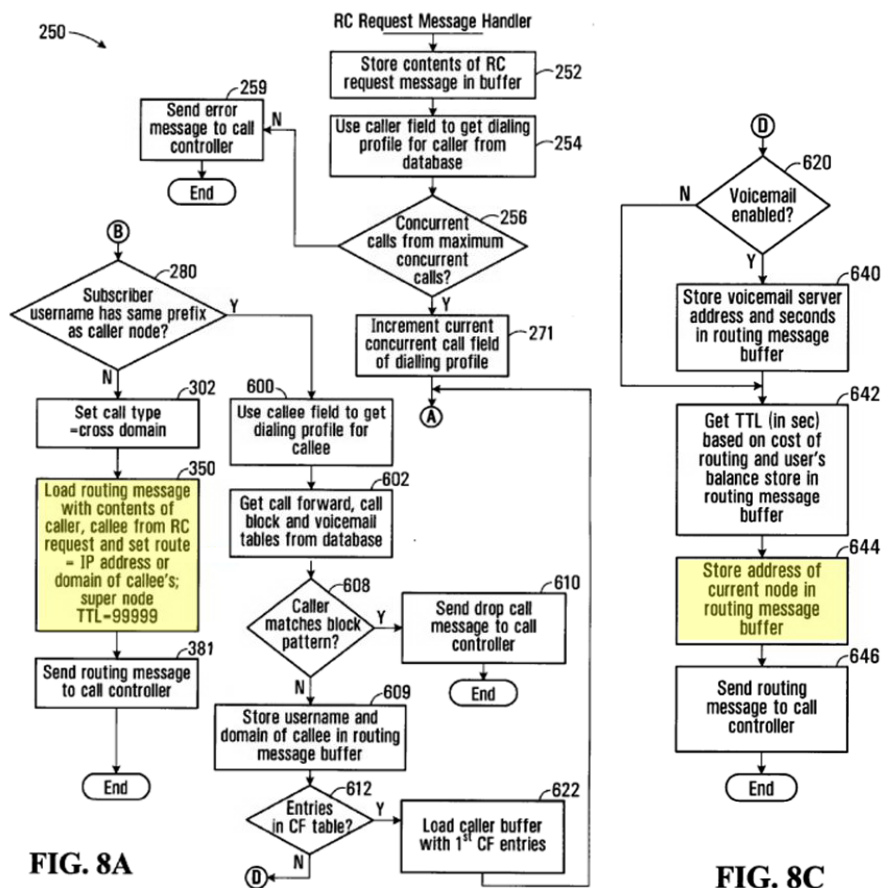 250
RC Request Message Handler
Store contents of RC
request message in buffer
252
259
Send error
message to call
controller
N
Use caller field to get dialing
profile for caller from
database
254
End
Concurrent
calls from maximum
concurrent
calls?
256
Y
Increment current
concurrent call field
of dialling profile
271
A
B
280
Subscriber
username has same prefix
as caller node?
Y
N
302
Set call type
=cross domain
350
Load routing message
with contents of
caller, callee from RC
request and set route
= IP address or
domain of callee's;
super node
TTL=99999
381
Send routing message
to call controller
End
600
Use callee field to get
dialing profile for
callee
602
Get call forward, call
block and voicemail
tables from database
608
Caller
matches block
pattern?
Y
610
Send drop call
message to call
controller
End
N
609
Store username and
domain of callee in routing
message buffer
612
Entries
in CF table?
Y
622
Load caller buffer
with 1st CF entries
N
D
FIG. 8A
D
620
Voicemail
enabled?
N
Y
640
Store voicemail server
address and seconds
in routing message
buffer
642
Get TTL (in sec)
based on cost of
routing and user's
balance store in
routing message
buffer
644
Store address of
current node in
routing message
buffer
646
Send routing
message to call
controller
End
FIG. 8C